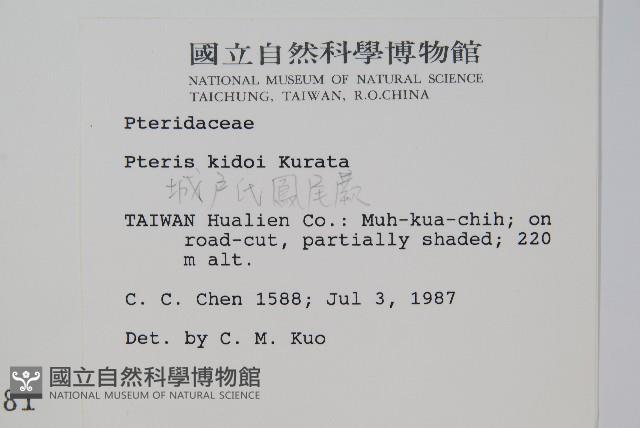 國立自然科學博物館
NATIONAL MUSEUM OF NATURAL SCIENCE
TAICHUNG, TAIWAN, R.O.CHINA
Pteridaceae
Pteris kidoi Kurata
城户氏鳳尾蕨
TAIWAN Hualien Co.: Muh-kua-chih; on
road-cut, partially shaded; 220
m alt.
C. C. Chen 1588; Jul 3, 1987
Det. by C. M. Kuo
國立自然科學博物館
NATIONAL MUSEUM OF NATURAL SCIENCE
81